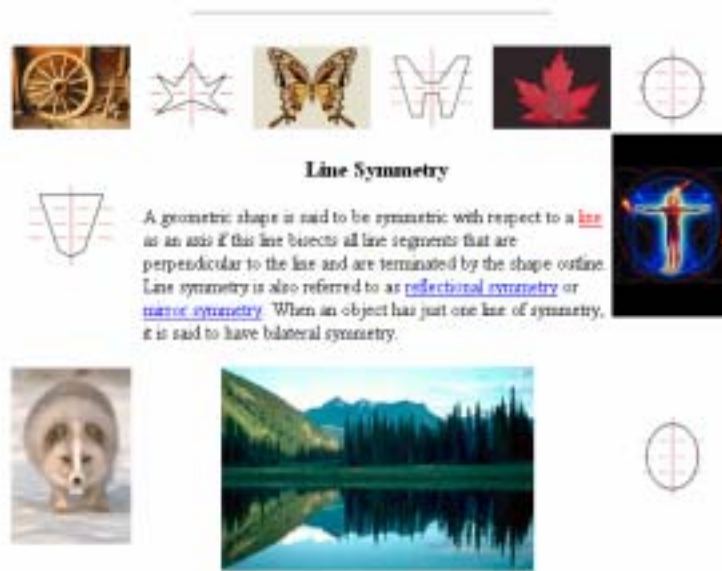 Line Symmetry
A geometric shape is said to be symmetric with respect to a line
as an axis if this line bisects all line segments that are
perpendicular to the line and are terminated by the shape outline.
Line symmetry is also referred to as reflectional symmetry or
mirror symmetry. When an object has just one line of symmetry,
it is said to have bilateral symmetry.